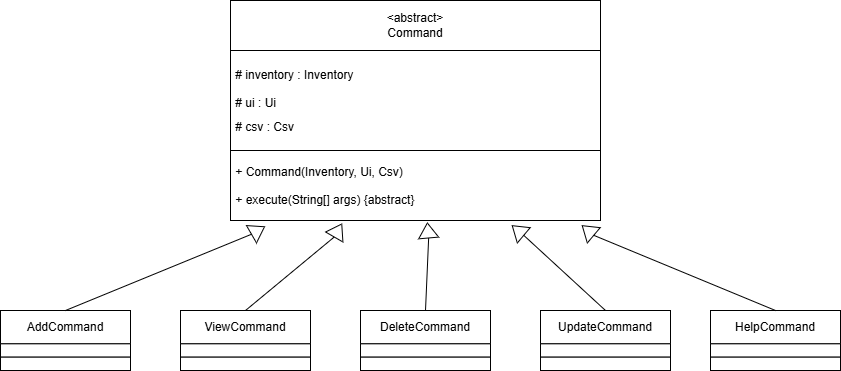 <abstract>
Command
# inventory : Inventory
# ui : Ui
# csv : Csv
+ Command(Inventory, Ui, Csv)
+ execute(String[] args) {abstract}
AddCommand
ViewCommand
DeleteCommand
UpdateCommand
HelpCommand